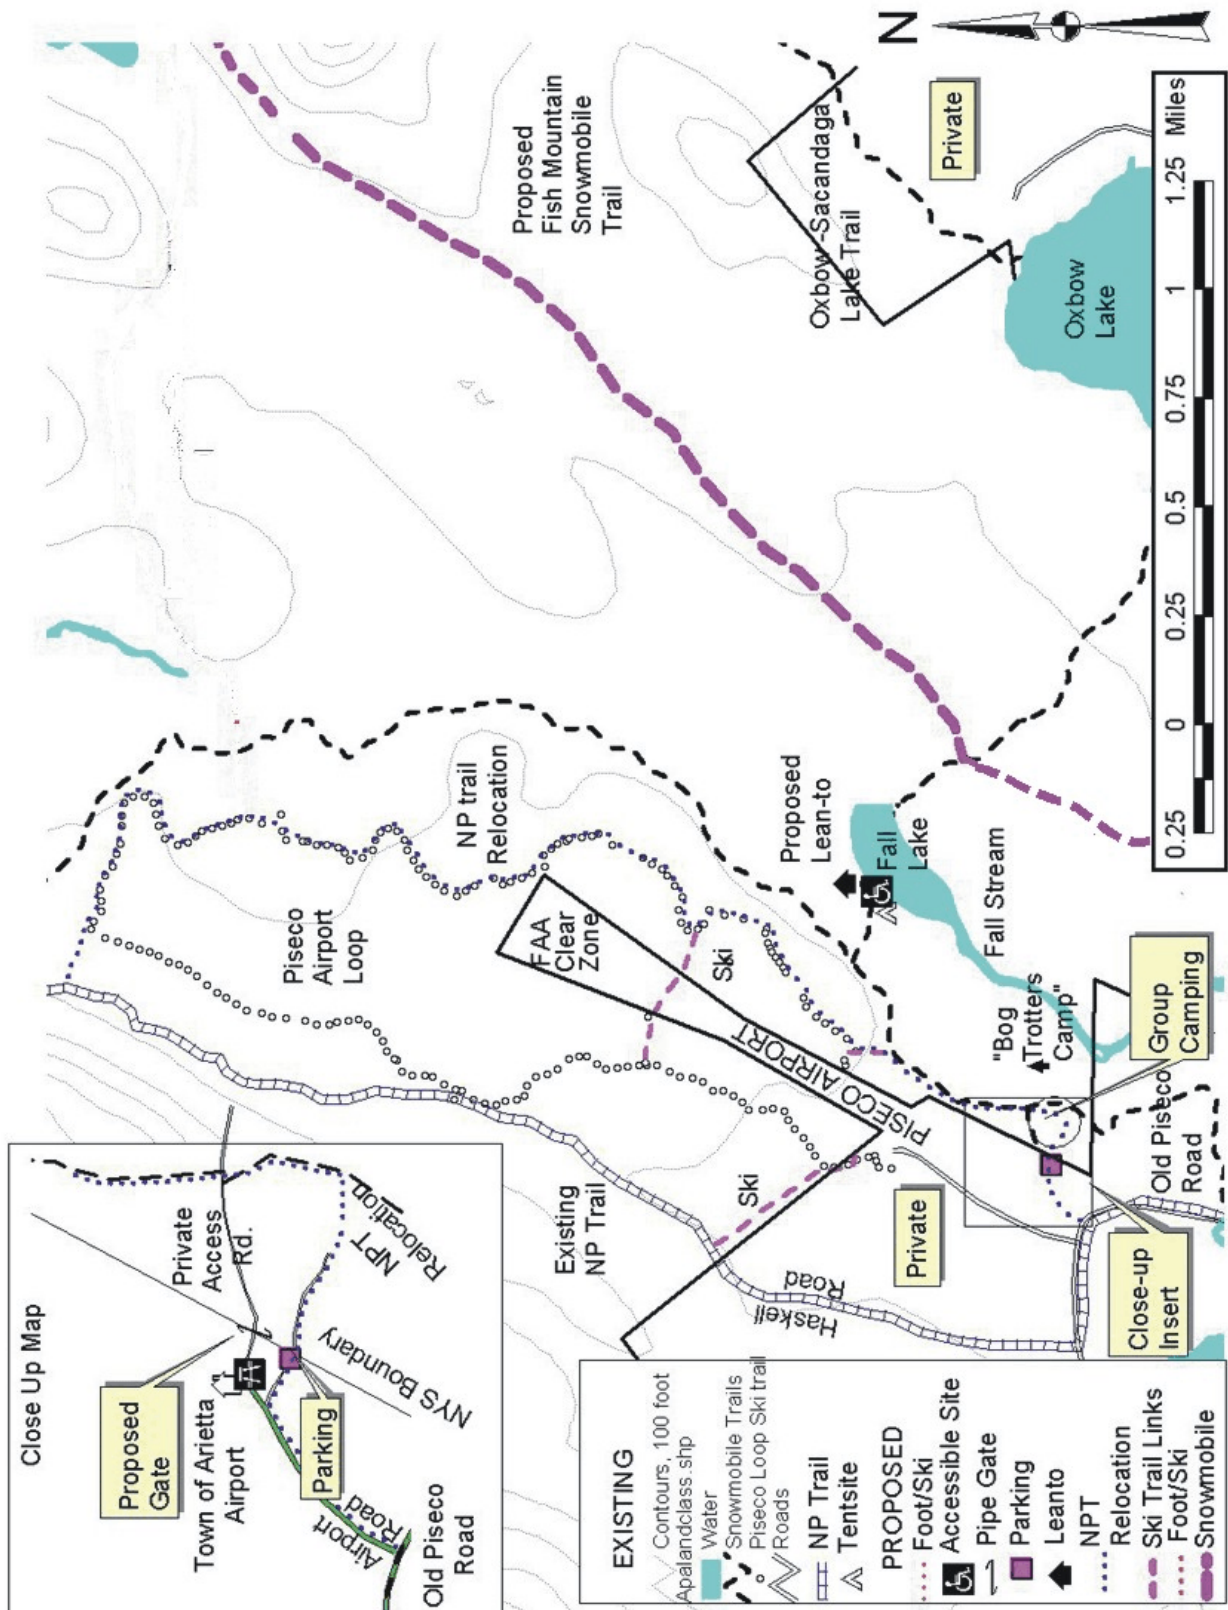 Close Up Map
Proposed
Gate
Town of Arietta
Airport
Private
Access
Rd.
NPT
Relocation
NYS Boundary
Parking
Airport
Road
Old Piseco
Road
Piseco
Airport
Loop
NP trail
Relocation
FAA
Clear
Zone
Ski
PISECO AIRPORT
Existing
NP Trail
Ski
Private
Haskell
Road
Close-up
Insert
Old Piseco
Road
Group
Camping
"Bog
Trotters
Camp"
Fall Stream
Fall
Lake
Proposed
Lean-to
Proposed
Fish Mountain
Snowmobile
Trail
Oxbow-Sacandaga
Lake Trail
Private
Oxbow
Lake
N
0.25 0 0.25 0.5 0.75 1 1.25 Miles
EXISTING
Contours, 100 foot
Apalandclass.shp
Water
Snowmobile Trails
Piseco Loop Ski trail
Roads
NP Trail
Tentsite
PROPOSED
Foot/Ski
Accessible Site
Pipe Gate
Parking
Leanto
NPT
Relocation
Ski Trail Links
Foot/Ski
Snowmobile